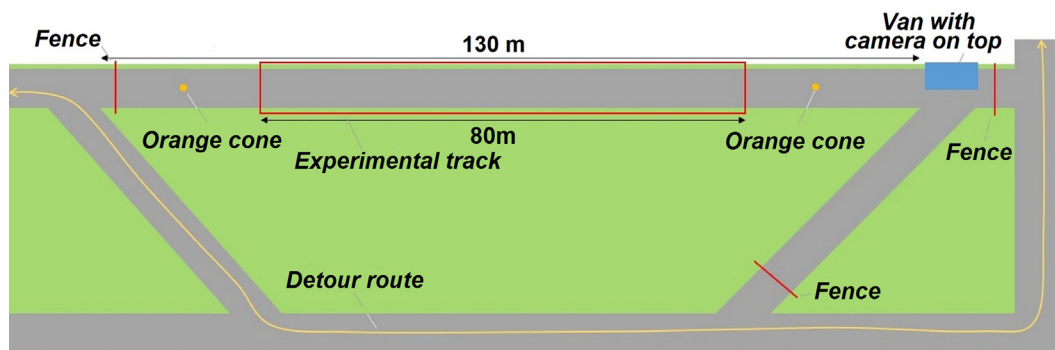 Fence
130 m
Van with
camera on top
Orange cone
80m
Experimental track
Orange cone
Fence
Detour route
Fence